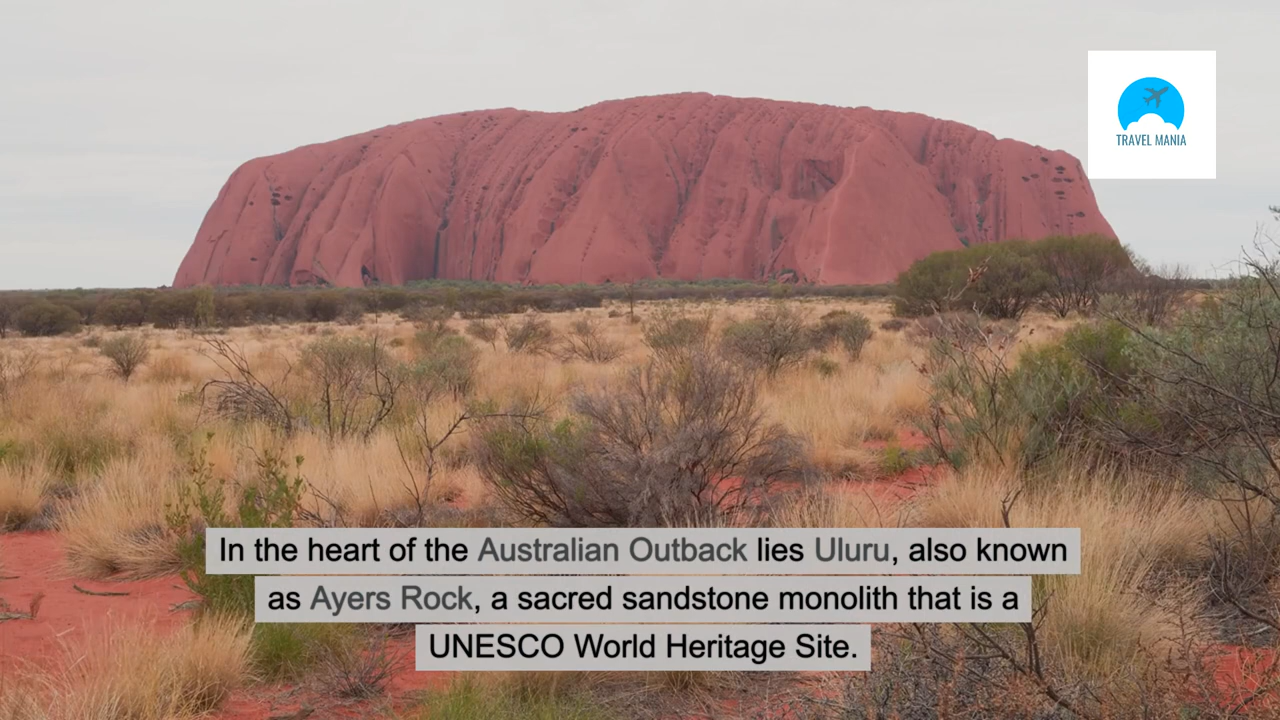 TRAVEL MANIA
In the heart of the Australian Outback lies Uluru, also known
as Ayers Rock, a sacred sandstone monolith that is a
UNESCO World Heritage Site.